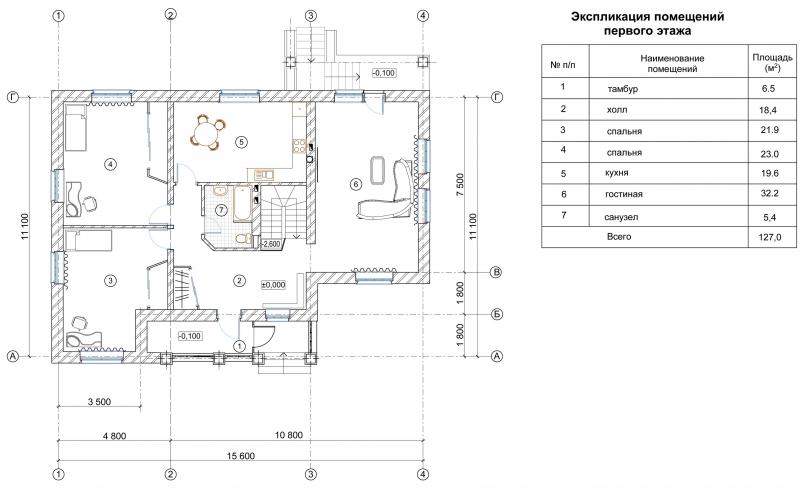 1 2 3 4
-0,100
Г Г
4 5 6
7
11 100 7 500 11 100
-2,600
3 2 ±0,000
В
1 800
Б
-0,100
1 1 800
А А
3 500
4 800 10 800
15 600
1 2 3 4
Экспликация помещений
первого этажа
№ п/п Наименование помещений Площадь (м²)
1 тамбур 6.5
2 холл 18,4
3 спальня 21.9
4 спальня 23.0
5 кухня 19.6
6 гостиная 32.2
7 санузел 5,4
Всего 127,0